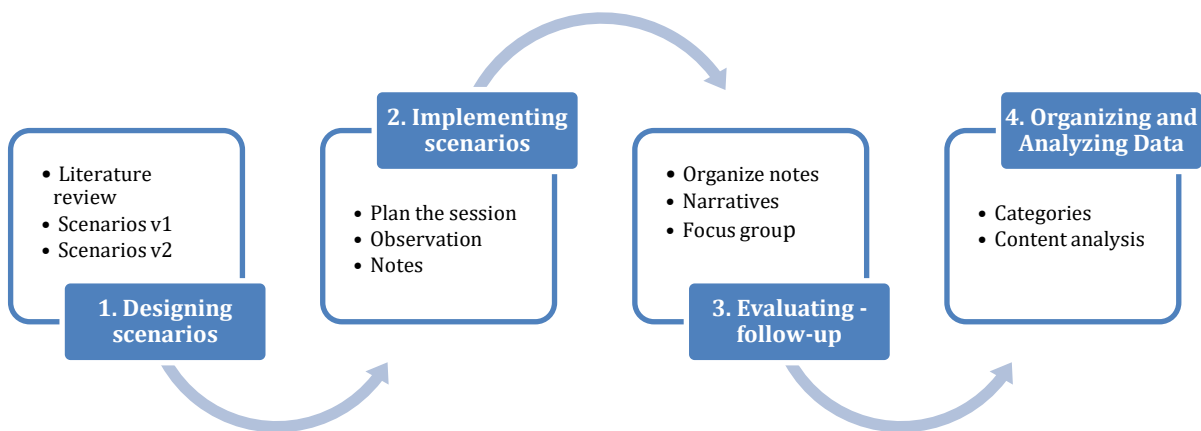 • Literature
review
• Scenarios v1
• Scenarios v2
1. Designing
scenarios
2. Implementing
scenarios
• Plan the session
• Observation
• Notes
• Organize notes
• Narratives
• Focus group
3. Evaluating -
follow-up
4. Organizing and
Analyzing Data
• Categories
• Content analysis